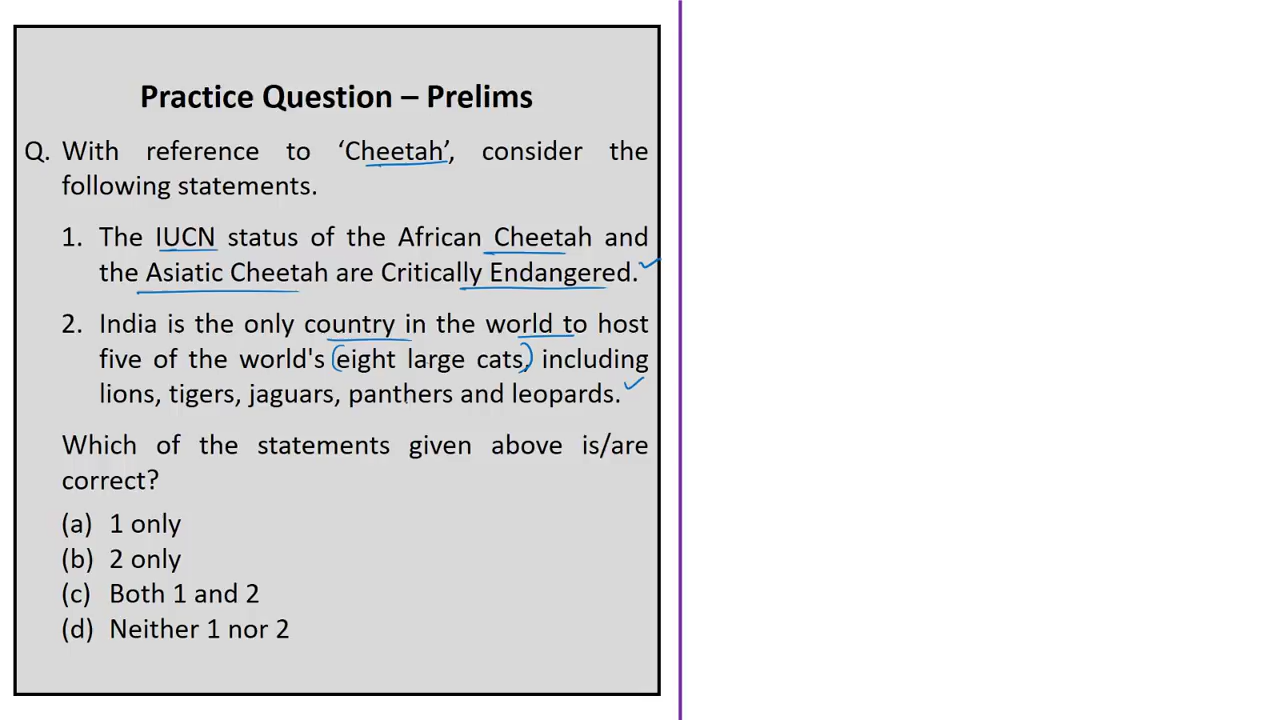 Practice Question – Prelims
Q. With reference to ‘Cheetah’, consider the
following statements.
1. The IUCN status of the African Cheetah and
the Asiatic Cheetah are Critically Endangered.
2. India is the only country in the world to host
five of the world's eight large cats, including
lions, tigers, jaguars, panthers and leopards.
Which of the statements given above is/are
correct?
(a) 1 only
(b) 2 only
(c) Both 1 and 2
(d) Neither 1 nor 2